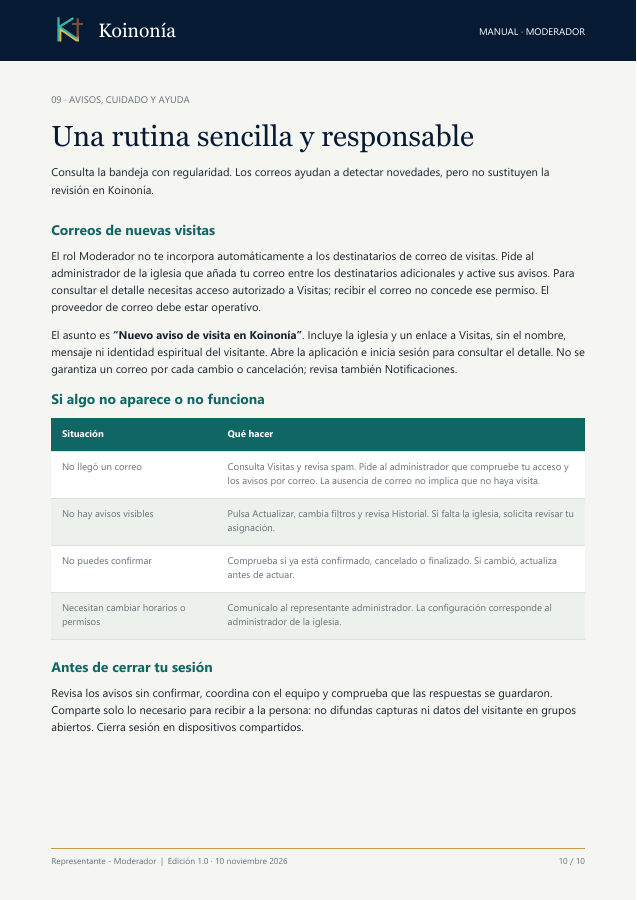 Koinonía
MANUAL · MODERADOR
09 · AVISOS, CUIDADO Y AYUDA
Una rutina sencilla y responsable
Consulta la bandeja con regularidad. Los correos ayudan a detectar novedades, pero no sustituyen la
revisión en Koinonía.
Correos de nuevas visitas
El rol Moderador no te incorpora automáticamente a los destinatarios de correo de visitas. Pide al
administrador de la iglesia que añada tu correo entre los destinatarios adicionales y active sus avisos. Para
consultar el detalle necesitas acceso autorizado a Visitas; recibir el correo no concede ese permiso. El
proveedor de correo debe estar operativo.
El asunto es “Nuevo aviso de visita en Koinonía”. Incluye la iglesia y un enlace a Visitas, sin el nombre,
mensaje ni identidad espiritual del visitante. Abre la aplicación e inicia sesión para consultar el detalle. No se
garantiza un correo por cada cambio o cancelación; revisa también Notificaciones.
Si algo no aparece o no funciona
Situación
Qué hacer
No llegó un correo
Consulta Visitas y revisa spam. Pide al administrador que compruebe tu acceso y
los avisos por correo. La ausencia de correo no implica que no haya visita.
No hay avisos visibles
Pulsa Actualizar, cambia filtros y revisa Historial. Si falta la iglesia, solicita revisar tu
asignación.
No puedes confirmar
Comprueba si ya está confirmado, cancelado o finalizado. Si cambió, actualiza
antes de actuar.
Necesitan cambiar horarios o
permisos
Comunícalo al representante administrador. La configuración corresponde al
administrador de la iglesia.
Antes de cerrar tu sesión
Revisa los avisos sin confirmar, coordina con el equipo y comprueba que las respuestas se guardaron.
Comparte solo lo necesario para recibir a la persona: no difundas capturas ni datos del visitante en grupos
abiertos. Cierra sesión en dispositivos compartidos.
Representante - Moderador | Edición 1.0 · 10 noviembre 2026
10 / 10